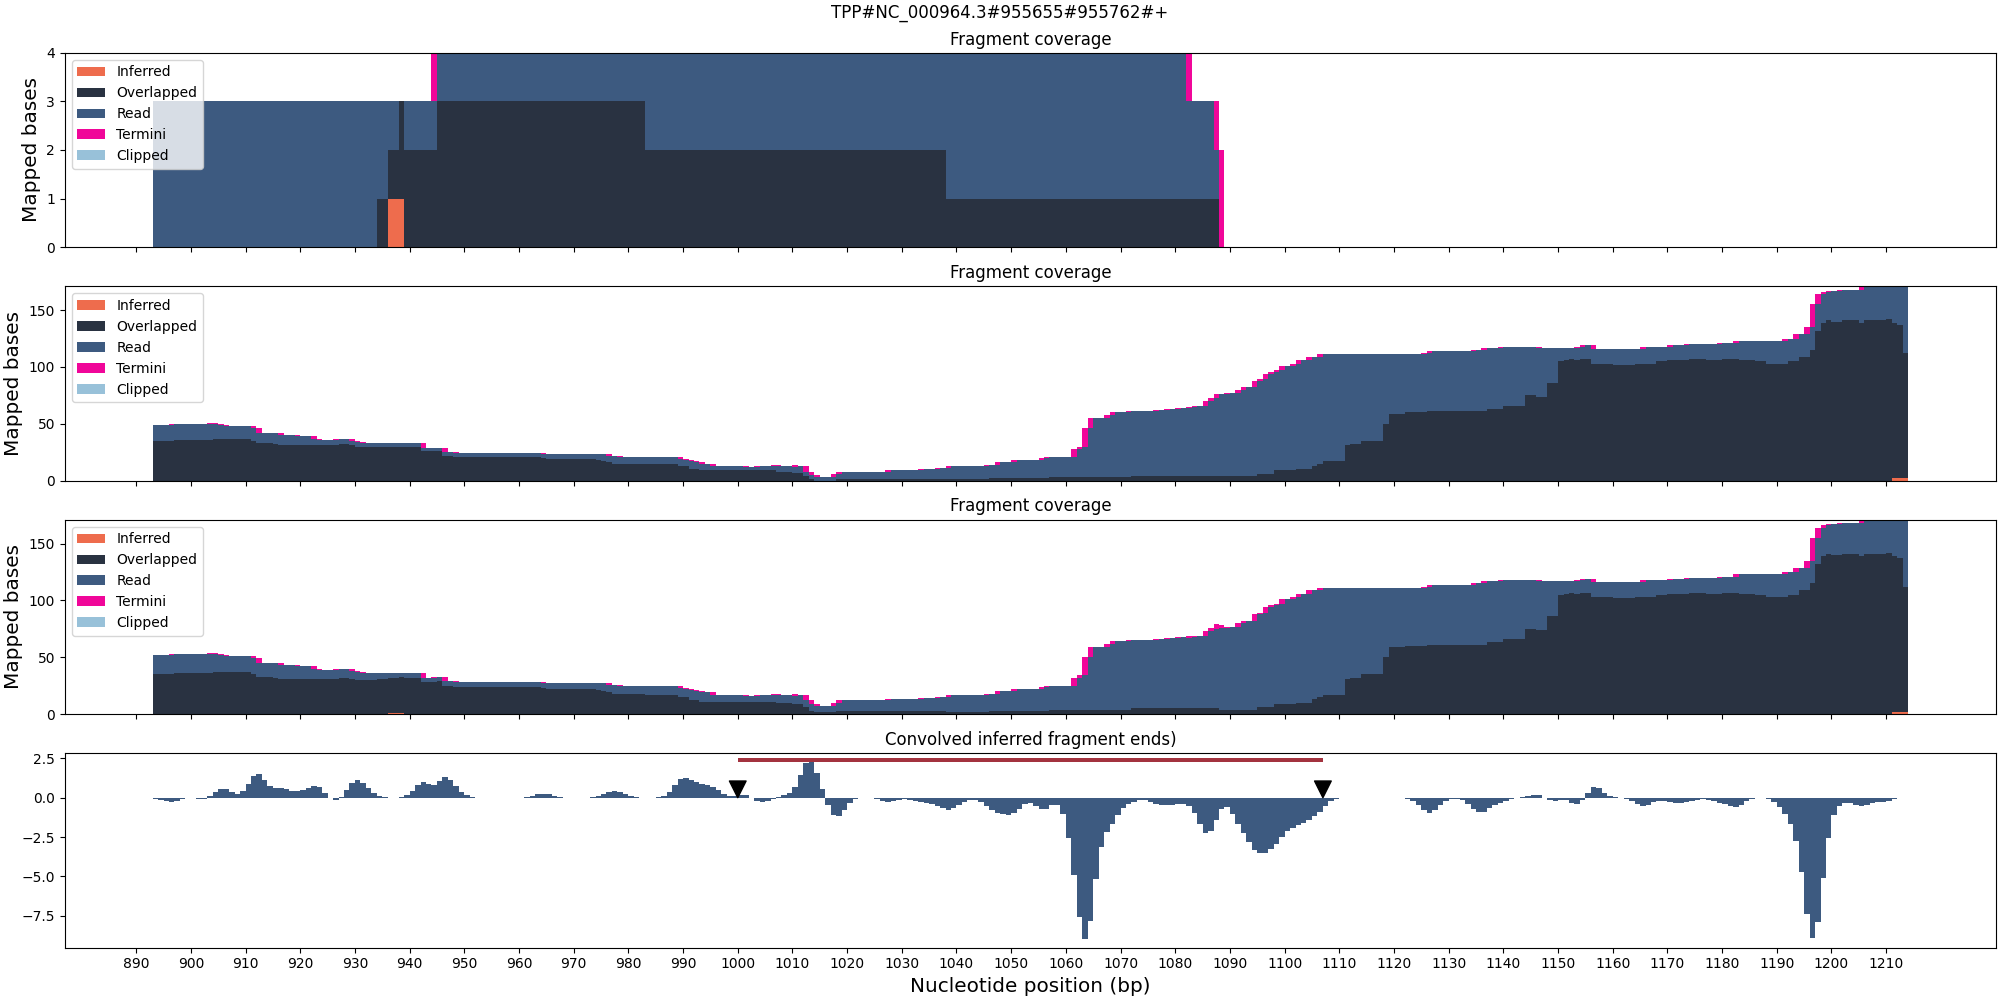 TPP#NC_000964.3#955655#955762#+
Fragment coverage
Mapped bases
4
3
2
1
0
Inferred
Overlapped
Read
Termini
Clipped
Fragment coverage
Mapped bases
150
100
50
0
Inferred
Overlapped
Read
Termini
Clipped
Fragment coverage
Mapped bases
150
100
50
0
Inferred
Overlapped
Read
Termini
Clipped
Convolved inferred fragment ends)
2.5
0.0
−2.5
−5.0
−7.5
890 900 910 920 930 940 950 960 970 980 990 1000 1010 1020 1030 1040 1050 1060 1070 1080 1090 1100 1110 1120 1130 1140 1150 1160 1170 1180 1190 1200 1210
Nucleotide position (bp)